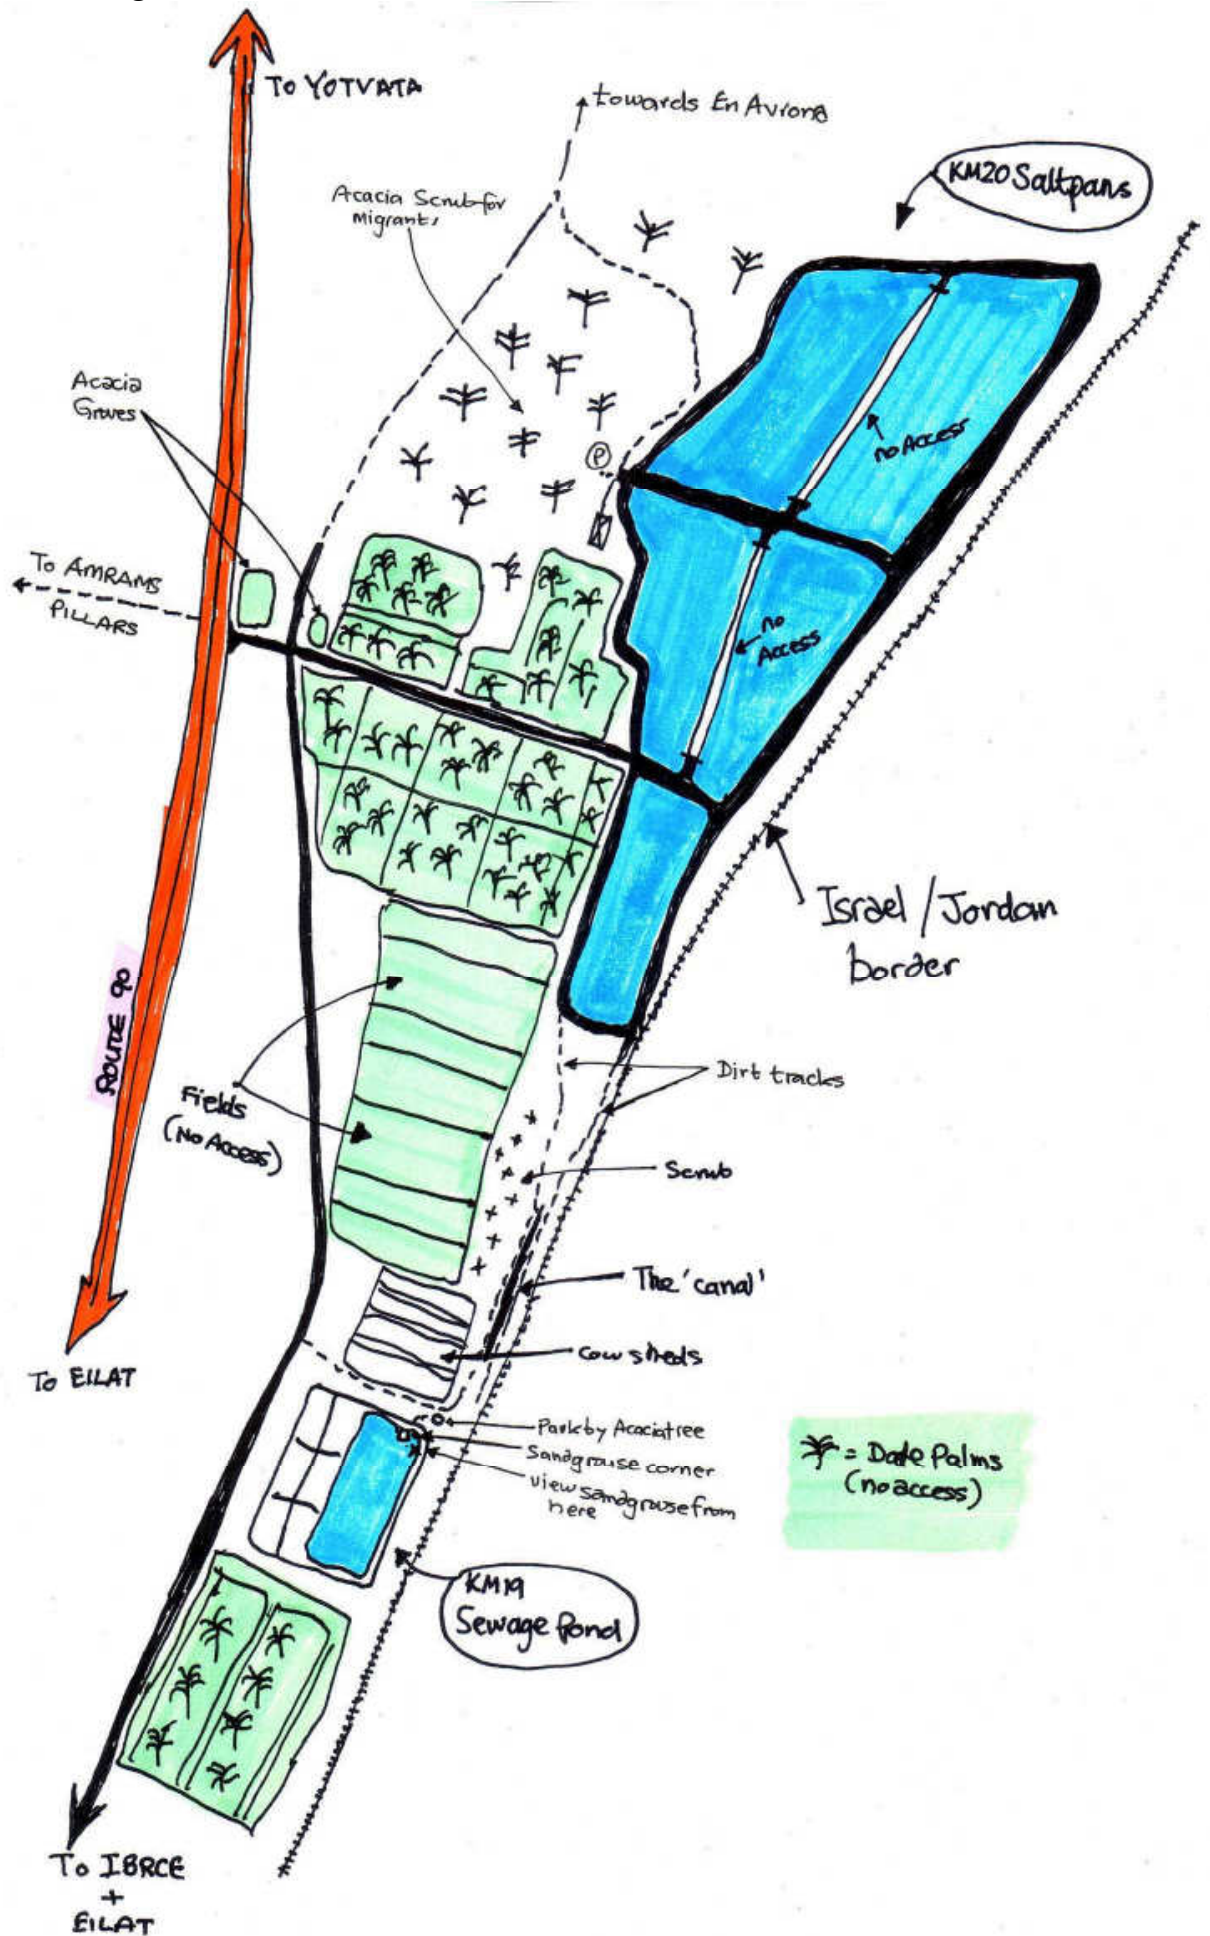 To YOTVATA
towards En Avrona
KM20 Saltpans
Acacia Scrub for
Migrants
Acacia
Groves
no Access
P
To AMRAMS
PILLARS
no
Access
Israel / Jordan
border
ROUTE 90
Dirt tracks
Fields
(No Access)
Scrub
The 'canal'
Cow sheds
To EILAT
Park by Acacia tree
Sandgrouse corner
view sandgrouse from
here
= Date Palms
(no access)
KM19
Sewage Pond
To IBRCE
+
EILAT